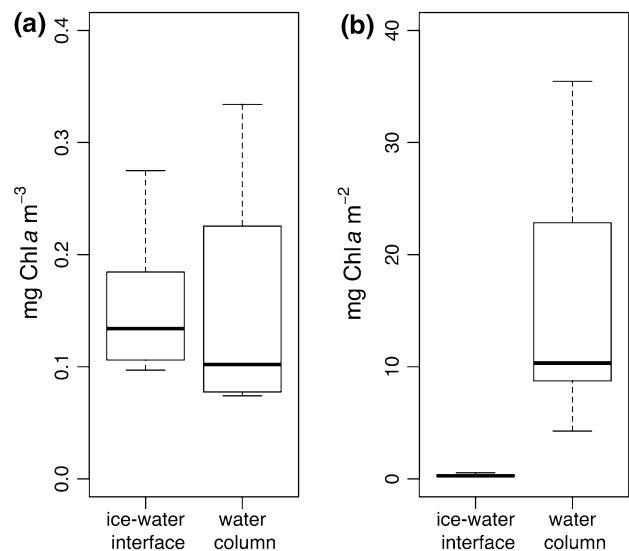 (a)
mg Chl a m−3
0.4
0.3
0.2
0.1
0.0
ice-water
interface
water
column
(b)
mg Chl a m−2
40
30
20
10
0
ice-water
interface
water
column